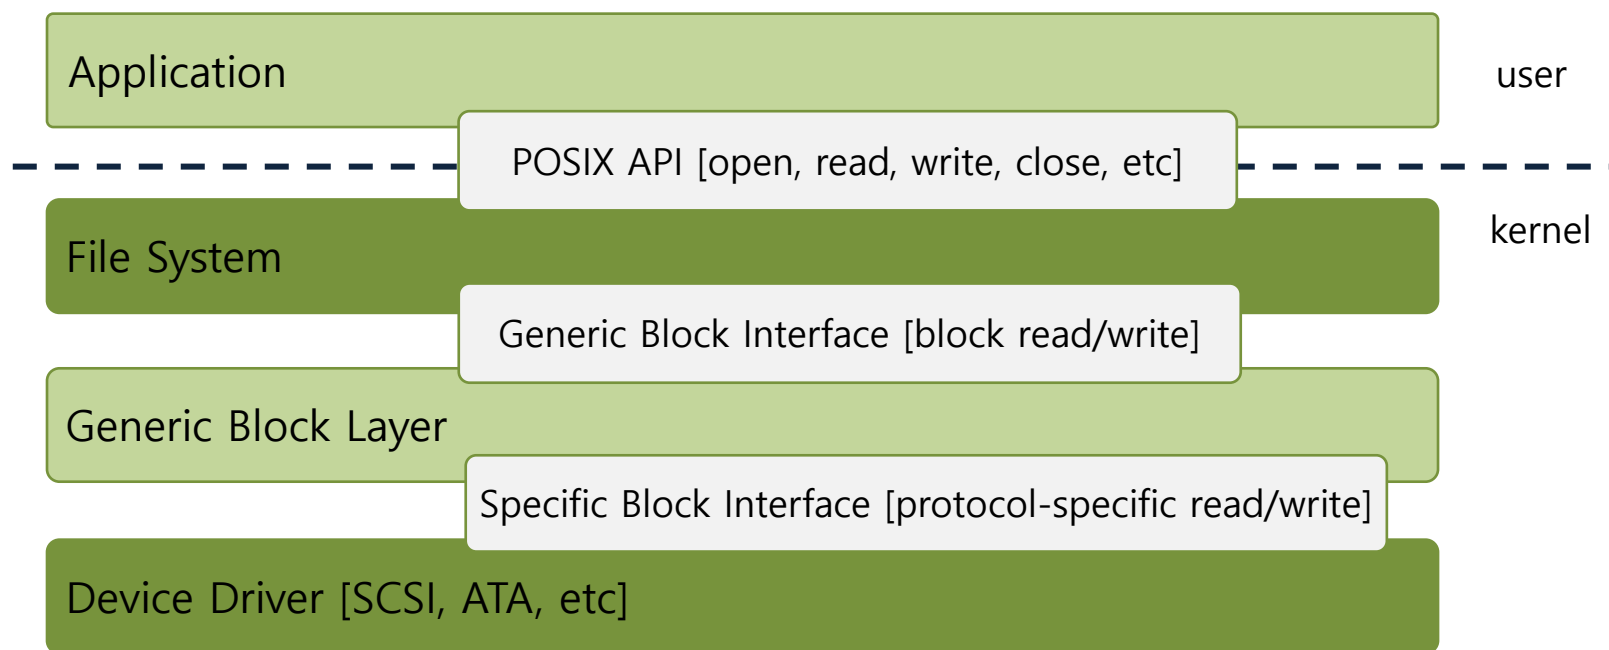 Application
user
POSIX API [open, read, write, close, etc]
File System
kernel
Generic Block Interface [block read/write]
Generic Block Layer
Specific Block Interface [protocol-specific read/write]
Device Driver [SCSI, ATA, etc]